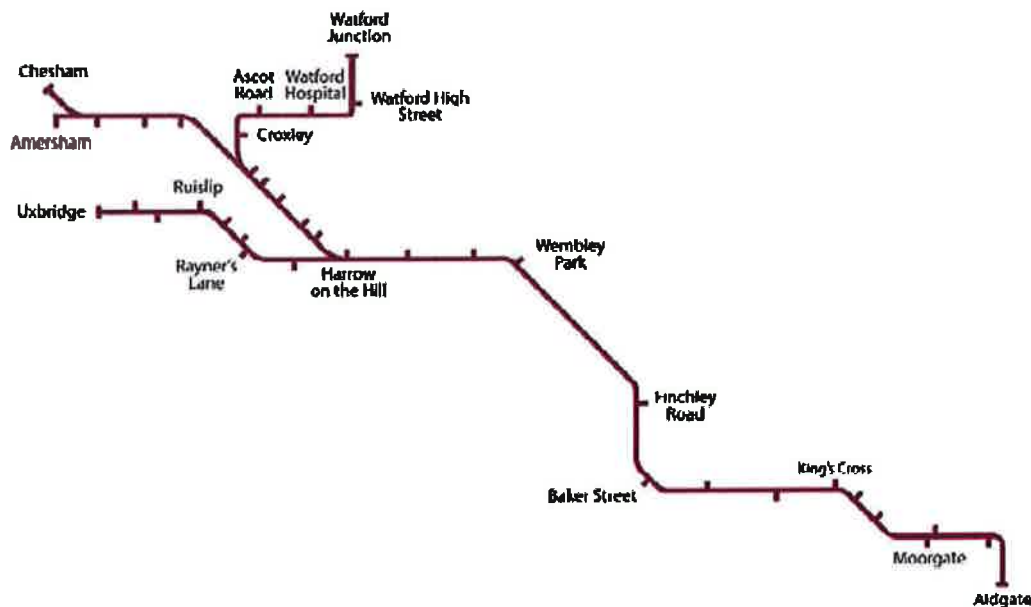 Watford
Junction
Chesham
Ascot
Road
Watford
Hospital
Watford High
Street
Amersham
Croxley
Ruislip
Uxbridge
Rayner's
Lane
Harrow
on the Hill
Wembley
Park
Finchley
Road
King's Cross
Baker Street
Moorgate
Aldgate